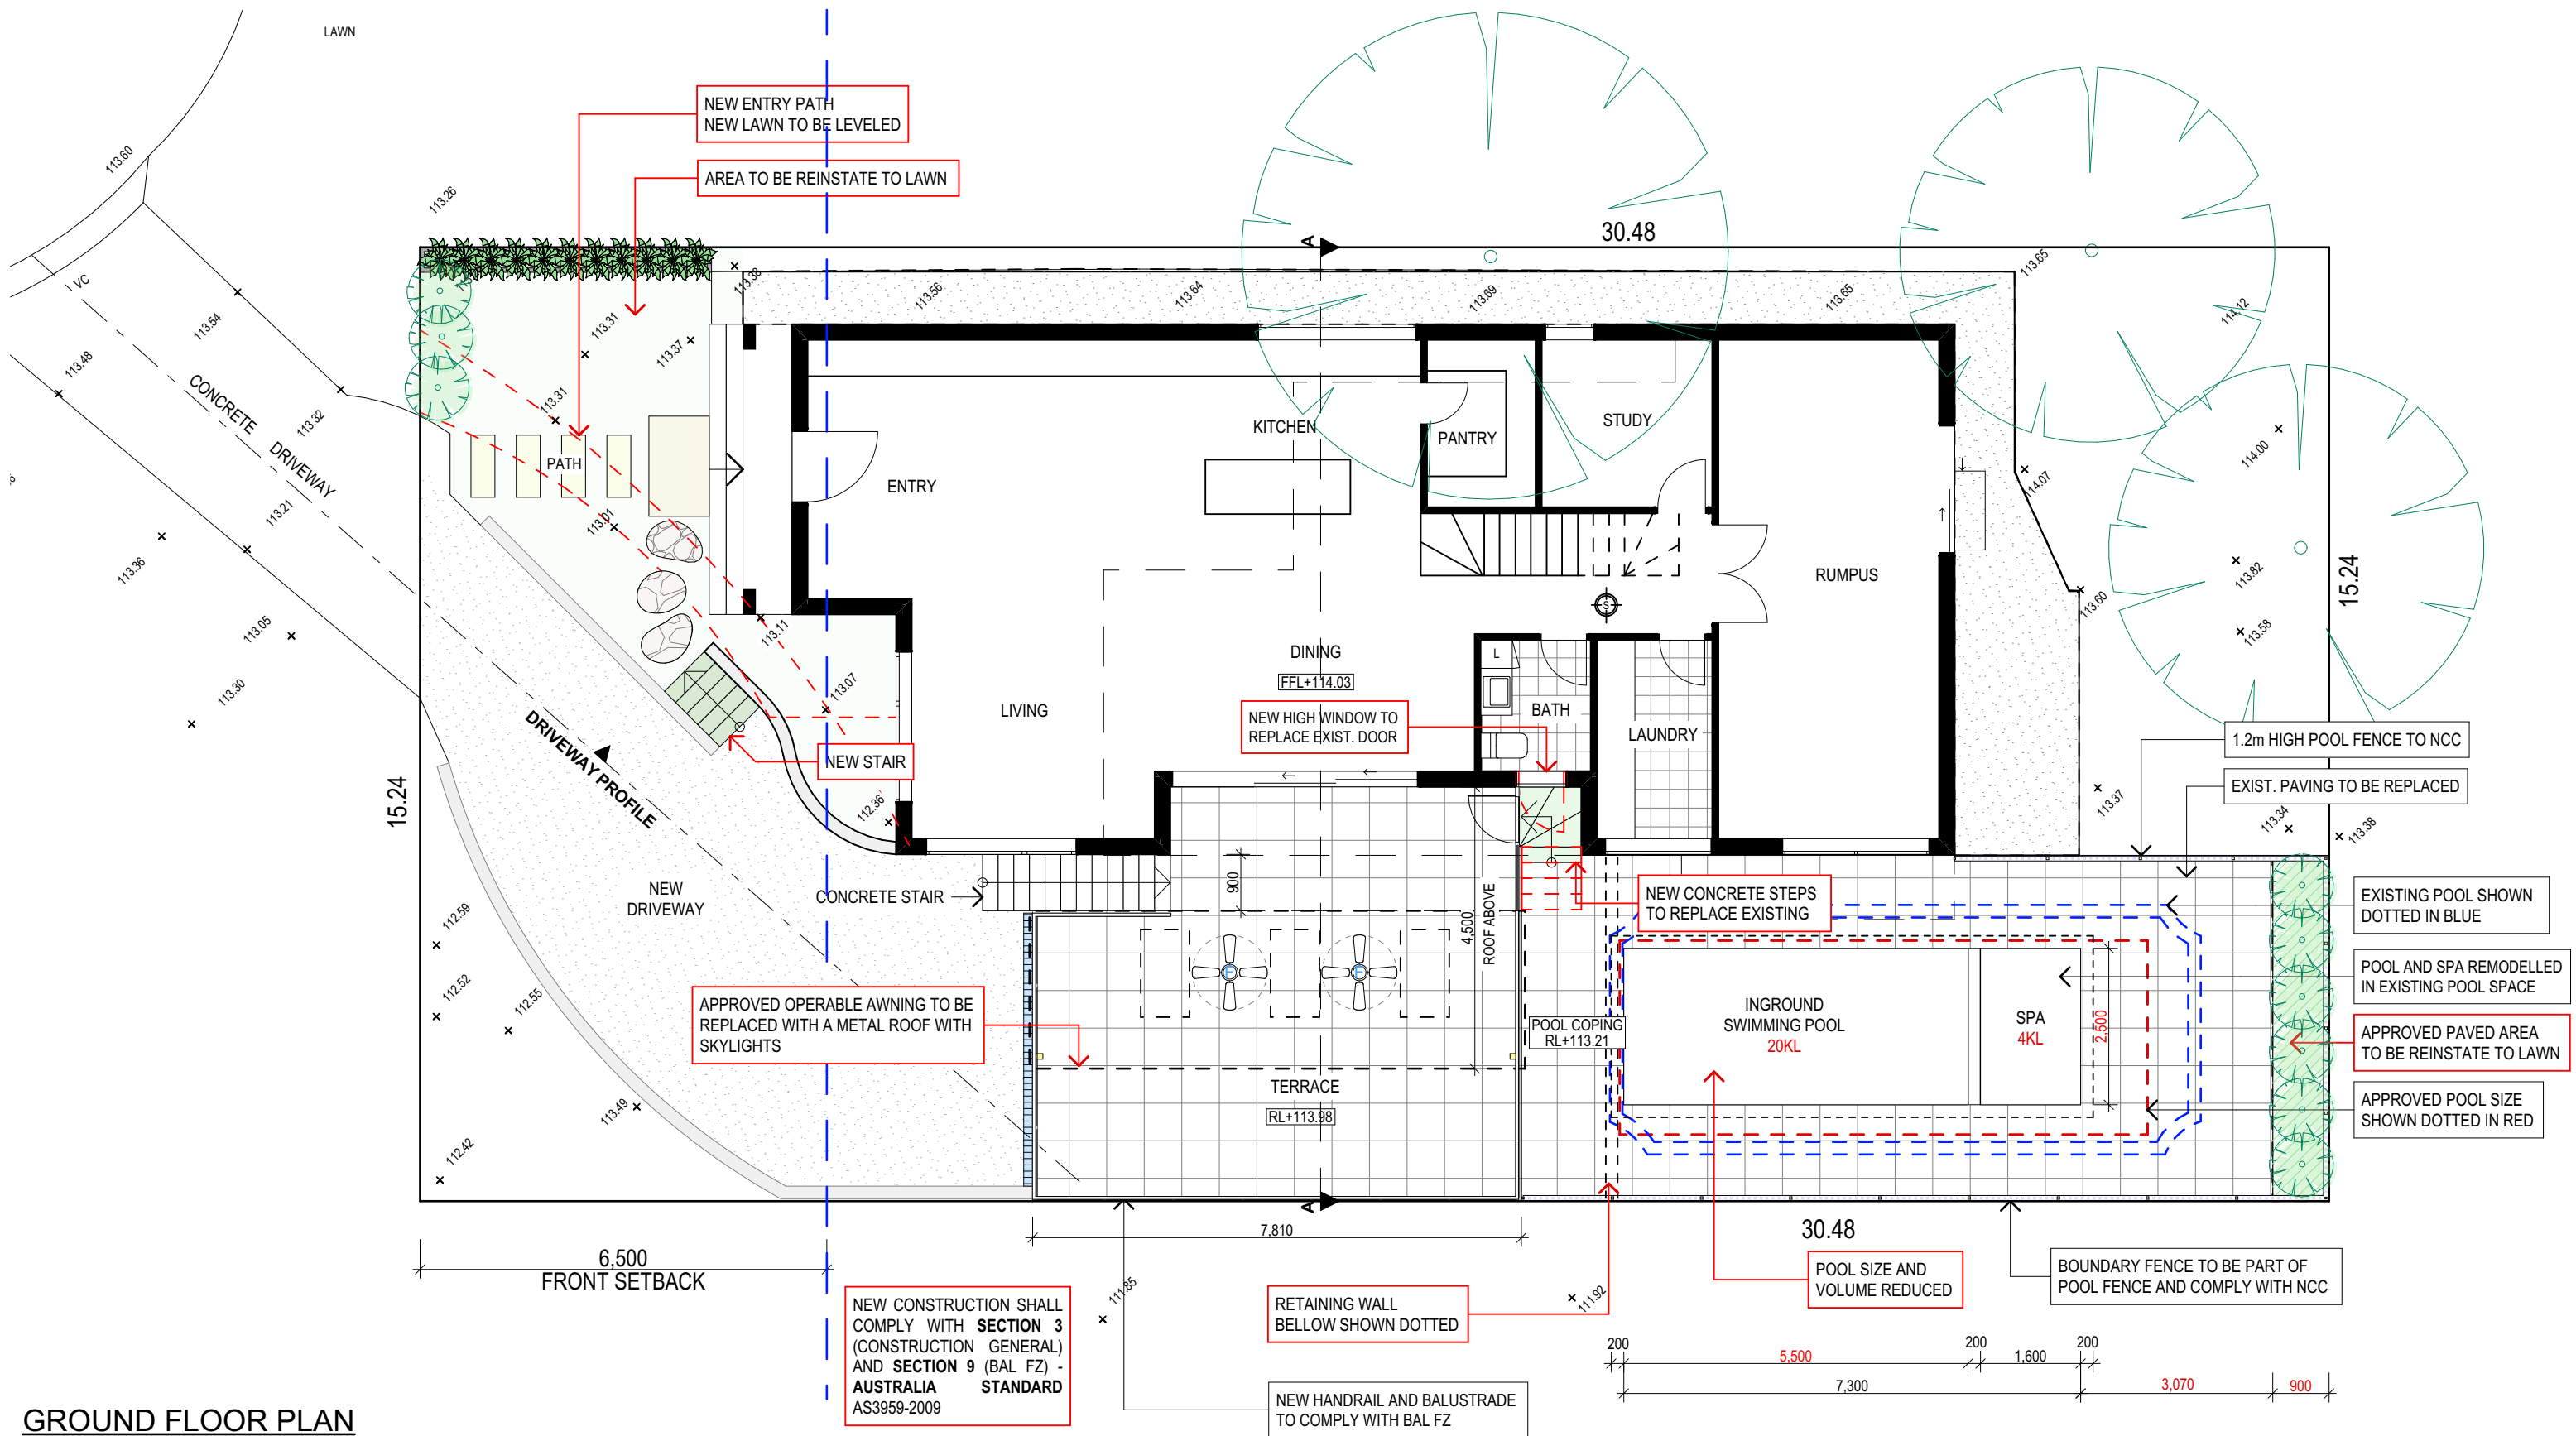 LAWN
NEW ENTRY PATH
NEW LAWN TO BE LEVELED
AREA TO BE REINSTATE TO LAWN
113.60
113.26
30.48
A
113.38
113.56
113.64
113.69
113.65
113.65
114.12
VC
113.54
113.48
113.32
113.31
113.37
113.31
CONCRETE DRIVEWAY
113.21
113.36
113.05
113.30
PATH
113.01
113.11
113.07
ENTRY
KITCHEN
PANTRY
STUDY
RUMPUS
114.00
114.07
113.82
113.60
113.58
15.24
S
DINING
FFL+114.03
LIVING
L
BATH
LAUNDRY
NEW HIGH WINDOW TO
REPLACE EXIST. DOOR
NEW STAIR
DRIVEWAY PROFILE
15.24
112.36
1.2m HIGH POOL FENCE TO NCC
EXIST. PAVING TO BE REPLACED
113.37
113.34
113.38
NEW
DRIVEWAY
CONCRETE STAIR
900
4,500
ROOF ABOVE
NEW CONCRETE STEPS
TO REPLACE EXISTING
EXISTING POOL SHOWN
DOTTED IN BLUE
112.59
112.52
112.55
113.49
112.42
APPROVED OPERABLE AWNING TO BE
REPLACED WITH A METAL ROOF WITH
SKYLIGHTS
F
F
POOL COPING
RL+113.21
INGROUND
SWIMMING POOL
20KL
SPA
4KL
2,500
POOL AND SPA REMODELLED
IN EXISTING POOL SPACE
APPROVED PAVED AREA
TO BE REINSTATE TO LAWN
APPROVED POOL SIZE
SHOWN DOTTED IN RED
TERRACE
RL+113.98
A
7,810
30.48
6,500
FRONT SETBACK
111.85
111.92
NEW CONSTRUCTION SHALL
COMPLY WITH SECTION 3
(CONSTRUCTION GENERAL)
AND SECTION 9 (BAL FZ) -
AUSTRALIA STANDARD
AS3959-2009
RETAINING WALL
BELLOW SHOWN DOTTED
POOL SIZE AND
VOLUME REDUCED
BOUNDARY FENCE TO BE PART OF
POOL FENCE AND COMPLY WITH NCC
200
5,500
200
1,600
200
7,300
3,070
900
NEW HANDRAIL AND BALUSTRADE
TO COMPLY WITH BAL FZ
GROUND FLOOR PLAN